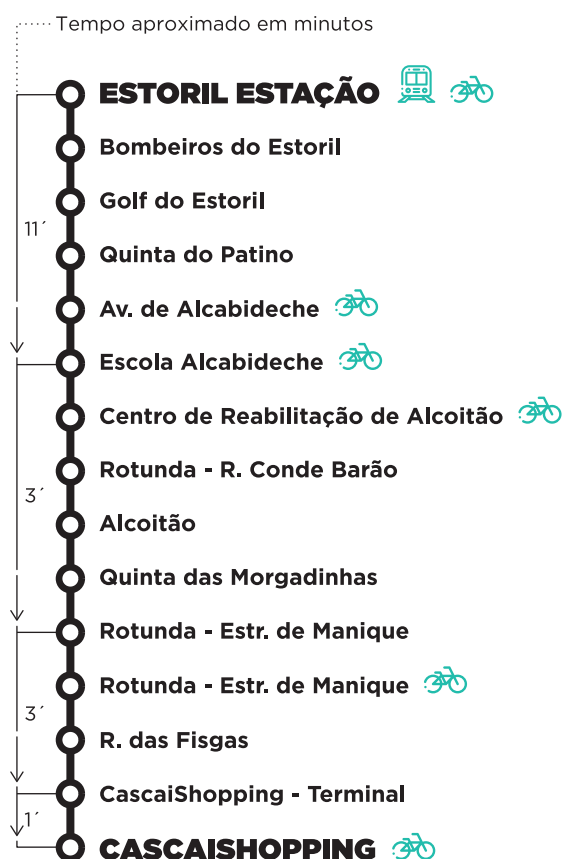 Tempo aproximado em minutos
ESTORIL ESTAÇÃO
Bombeiros do Estoril
Golf do Estoril
11´
Quinta do Patino
Av. de Alcabideche
Escola Alcabideche
Centro de Reabilitação de Alcoitão
Rotunda - R. Conde Barão
3´
Alcoitão
Quinta das Morgadinhas
Rotunda - Estr. de Manique
Rotunda - Estr. de Manique
3´
R. das Fisgas
CascaiShopping - Terminal
1´
CASCAISHOPPING